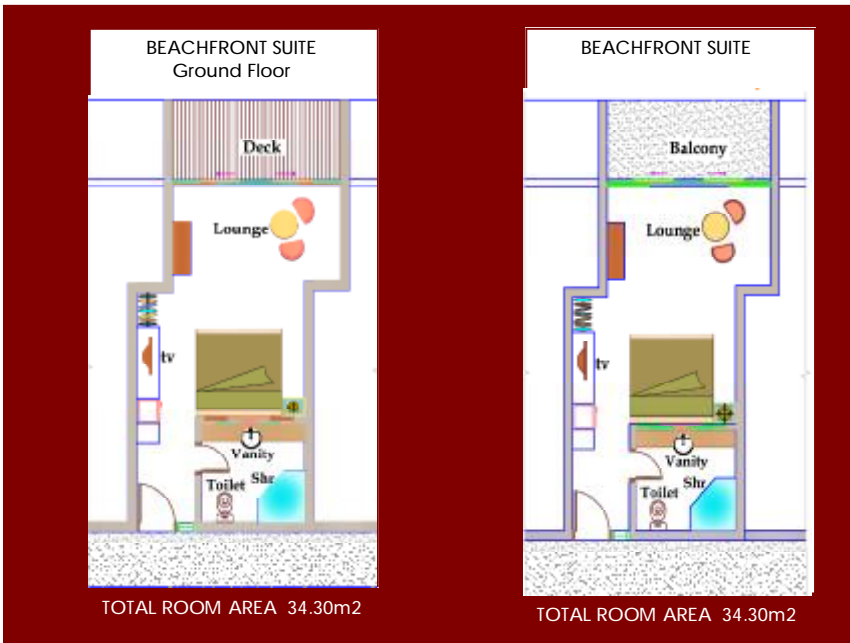 BEACHFRONT SUITE
Ground Floor
Deck
Lounge
tv
Vanity
Toilet Shr
TOTAL ROOM AREA 34.30m2
BEACHFRONT SUITE
Balcony
Lounge
tv
Vanity
Toilet Shr
TOTAL ROOM AREA 34.30m2